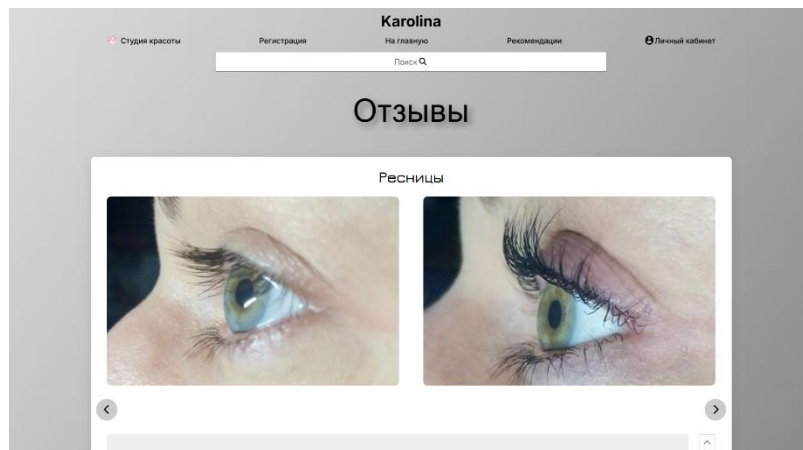 Karolina
Студия красоты Регистрация На главную Рекомендации Личный кабинет
Поиск
Отзывы
Ресницы